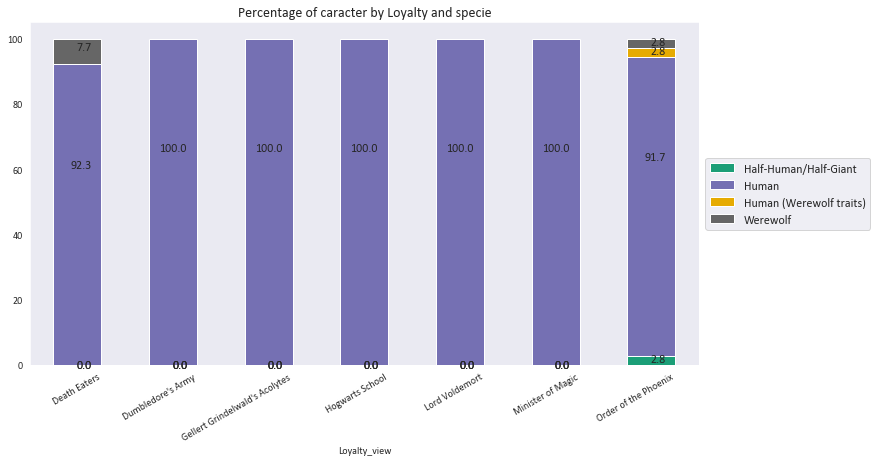 Percentage of caracter by Loyalty and specie
100
80
60
40
20
0
7.7
92.3
0.0
100.0
0.0
100.0
0.0
100.0
0.0
100.0
0.0
100.0
0.0
2.8
2.8
91.7
2.8
Death Eaters
Dumbledore's Army
Gellert Grindelwald's Acolytes
Hogwarts School
Lord Voldemort
Minister of Magic
Order of the Phoenix
Loyalty_view
Half-Human/Half-Giant
Human
Human (Werewolf traits)
Werewolf